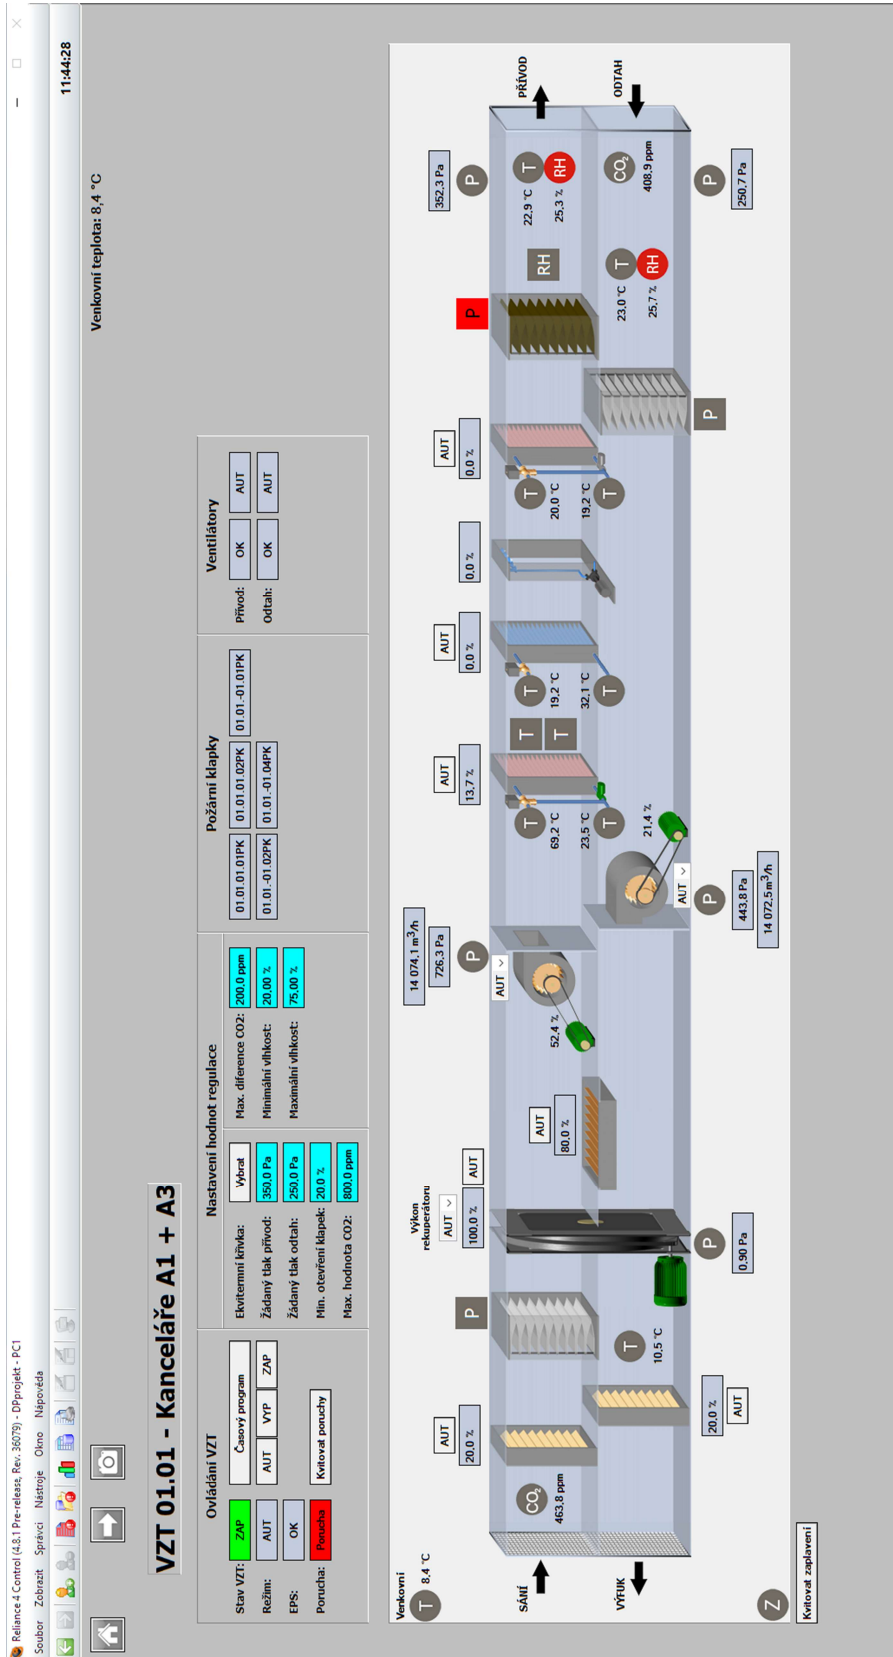 Reliance 4 Control (4.8.1 Pre-release, Rev. 36079) - DPprojekt - PC1
Soubor Zobrazit Správci Nástroje Okno Nápověda
11:44:28
Venkovní teplota: 8,4 °C
VZT 01.01 - Kanceláře A1 + A3
Ovládání VZT
Stav VZT: ZAP Časový program
Režim: AUT AUT VYP ZAP
EPS: OK
Porucha: Porucha Kvitovat poruchy
Nastavení hodnot regulace
Ekvitermní křivka: Vybrat
Žádaný tlak přívod: 350,0 Pa
Žádaný tlak odtah: 250,0 Pa
Min. otevření klapek: 20,0 %
Max. hodnota CO2: 800,0 ppm
Max. diference CO2: 200,0 ppm
Minimální vlhkost: 20,00 %
Maximální vlhkost: 75,00 %
Požární klapky
01.01.01.01PK 01.01.01.02PK 01.01.-01.01PK
01.01.-01.02PK 01.01.-01.04PK
Ventilátory
Přívod: OK AUT
Odtah: OK AUT
Venkovní
T 8,4 °C
SÁNÍ
VÝFUK
CO2
463,8 ppm
AUT
20,0 %
20,0 %
AUT
P
T
10,5 °C
Výkon
rekuperátoru
AUT
100,0 % AUT
P
0,90 Pa
AUT
80,0 %
14 074,1 m3/h
726,3 Pa
P
AUT
52,4 %
21,4 %
AUT
P
443,8 Pa
14 072,5 m3/h
AUT
13,7 %
T
69,2 °C
23,5 °C
T
T
T
AUT
0,0 %
T
19,2 °C
32,1 °C
T
0,0 %
AUT
0,0 %
T
20,0 °C
19,2 °C
T
P
P
RH
T
23,0 °C
RH
25,7 %
352,3 Pa
P
T
22,9 °C
RH
25,3 %
CO2
408,9 ppm
P
250,7 Pa
PŘÍVOD
ODTAH
Z
Kvitovat zaplavení